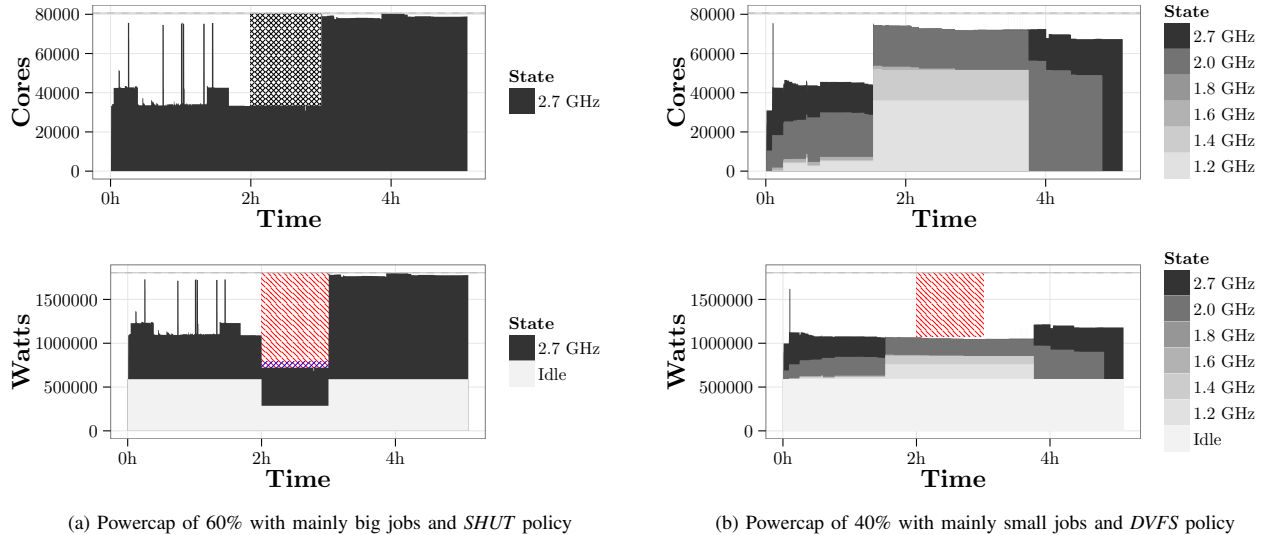 80000
60000
40000
20000
0
Cores
0h
2h
4h
Time
State
2.7 GHz
1500000
1000000
500000
0
Watts
0h
2h
4h
Time
State
2.7 GHz
Idle
(a) Powercap of 60% with mainly big jobs and SHUT policy
80000
60000
40000
20000
0
Cores
0h
2h
4h
Time
State
2.7 GHz
2.0 GHz
1.8 GHz
1.6 GHz
1.4 GHz
1.2 GHz
1500000
1000000
500000
0
Watts
0h
2h
4h
Time
State
2.7 GHz
2.0 GHz
1.8 GHz
1.6 GHz
1.4 GHz
1.2 GHz
Idle
(b) Powercap of 40% with mainly small jobs and DVFS policy